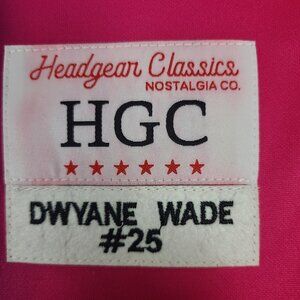 Headgear Classics
NOSTALGIA CO.
HGC
DWYANE WADE
#25